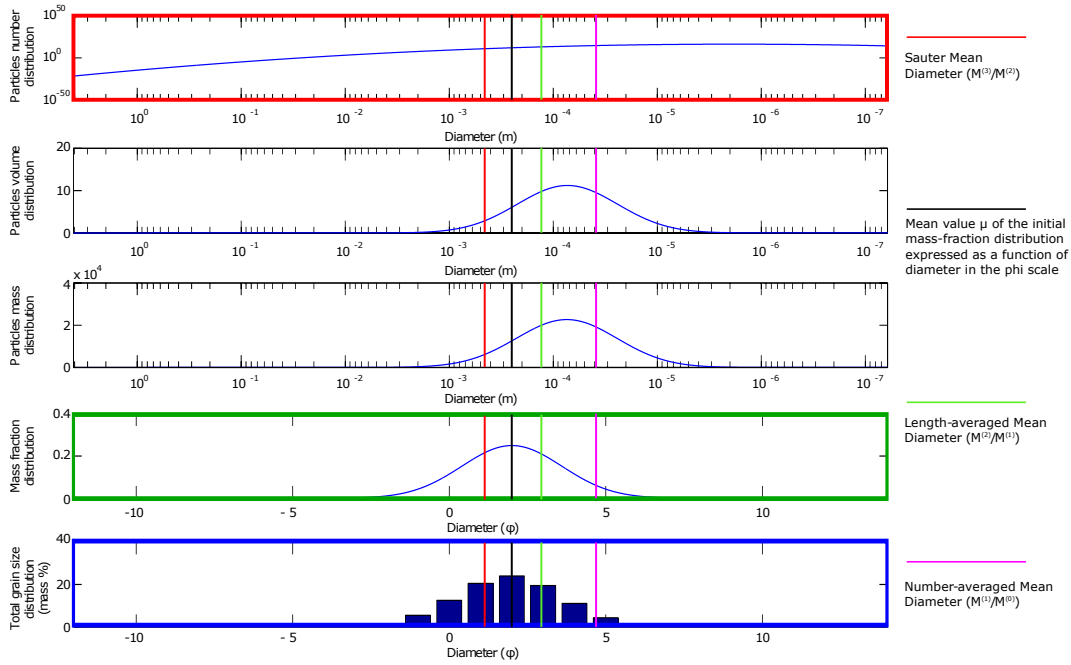 Particles number
distribution
10^50
10^0
10^-50
10^0 10^-1 10^-2 10^-3 10^-4 10^-5 10^-6 10^-7
Diameter (m)
Sauter Mean
Diameter (M^(3)/M^(2))
Particles volume
distribution
20
10
0
10^0 10^-1 10^-2 10^-3 10^-4 10^-5 10^-6 10^-7
Diameter (m)
Mean value μ of the initial
mass-fraction distribution
expressed as a function of
diameter in the phi scale
Particles mass
distribution
x 10^4
4
2
0
10^0 10^-1 10^-2 10^-3 10^-4 10^-5 10^-6 10^-7
Diameter (m)
Mass fraction
distribution
0.4
0.2
0
-10 - 5 0 5 10
Diameter (φ)
Length-averaged Mean
Diameter (M^(2)/M^(1))
Total grain size
distribution
(mass %)
40
20
0
-10 - 5 0 5 10
Diameter (φ)
Number-averaged Mean
Diameter (M^(1)/M^(0))